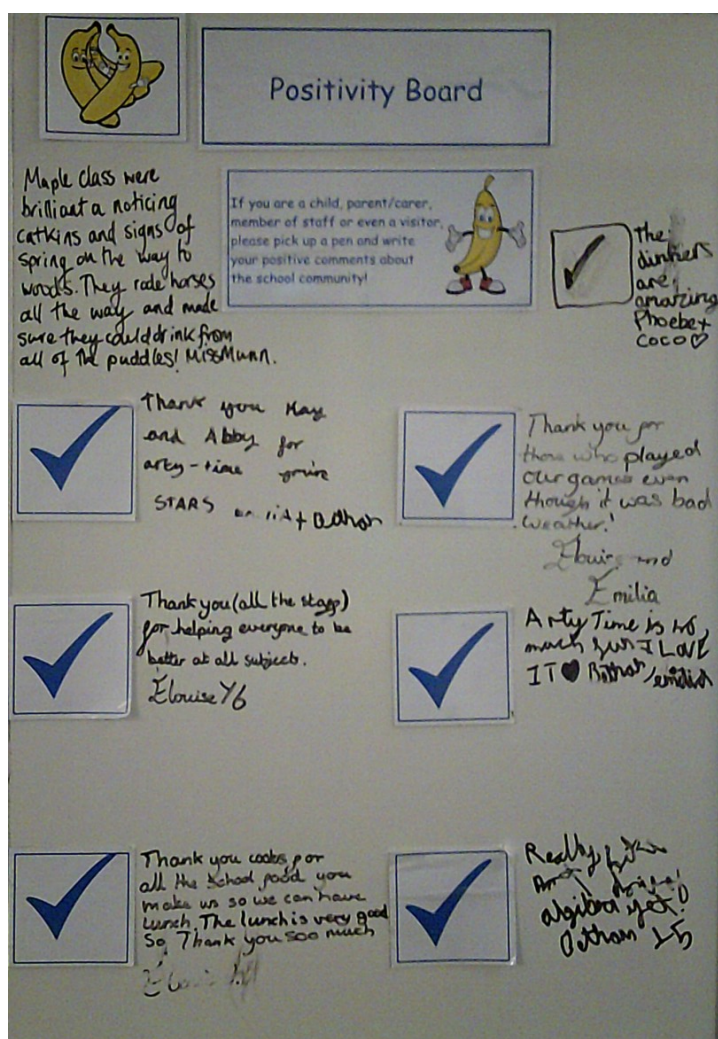 Positivity Board
Maple class were
brilliant a noticing
catkins and signs of
spring on the way to
woods. They rode horses
all the way and made
sure they could drink from
all of the puddles! Miss Munn.
If you are a child, parent/carer,
member of staff or even a visitor,
please pick up a pen and write
your positive comments about
the school community!
The
dinners
are
amazing
Phoebe +
Coco♡
Thank you May
and Abby for
arty-time you're
STARS
Thank you for
those who played
our games even
though it was bad
weather!
Elouise and
Emilia
Thank you (all the staff)
for helping everyone to be
better at all subjects.
Elouise Y6
Arty Time is so
much fun I LOVE
IT♥ /emilia
Thank you cooks for
all the school food you
make us so we can have
Lunch. The lunch is very good
So, Thank you soo much
Really
algibra